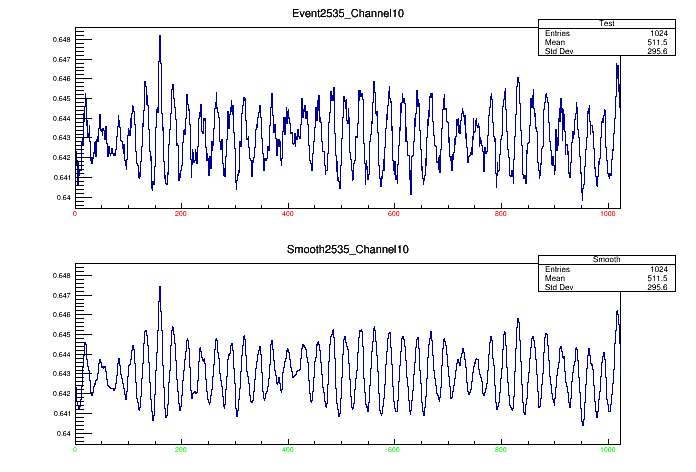 Event2535_Channel10
Test
Entries 1024
Mean 511.5
Std Dev 295.6
0.648
0.647
0.646
0.645
0.644
0.643
0.642
0.641
0.64
0 200 400 600 800 1000
Smooth2535_Channel10
Smooth
Entries 1024
Mean 511.5
Std Dev 295.6
0.648
0.647
0.646
0.645
0.644
0.643
0.642
0.641
0.64
0 200 400 600 800 1000